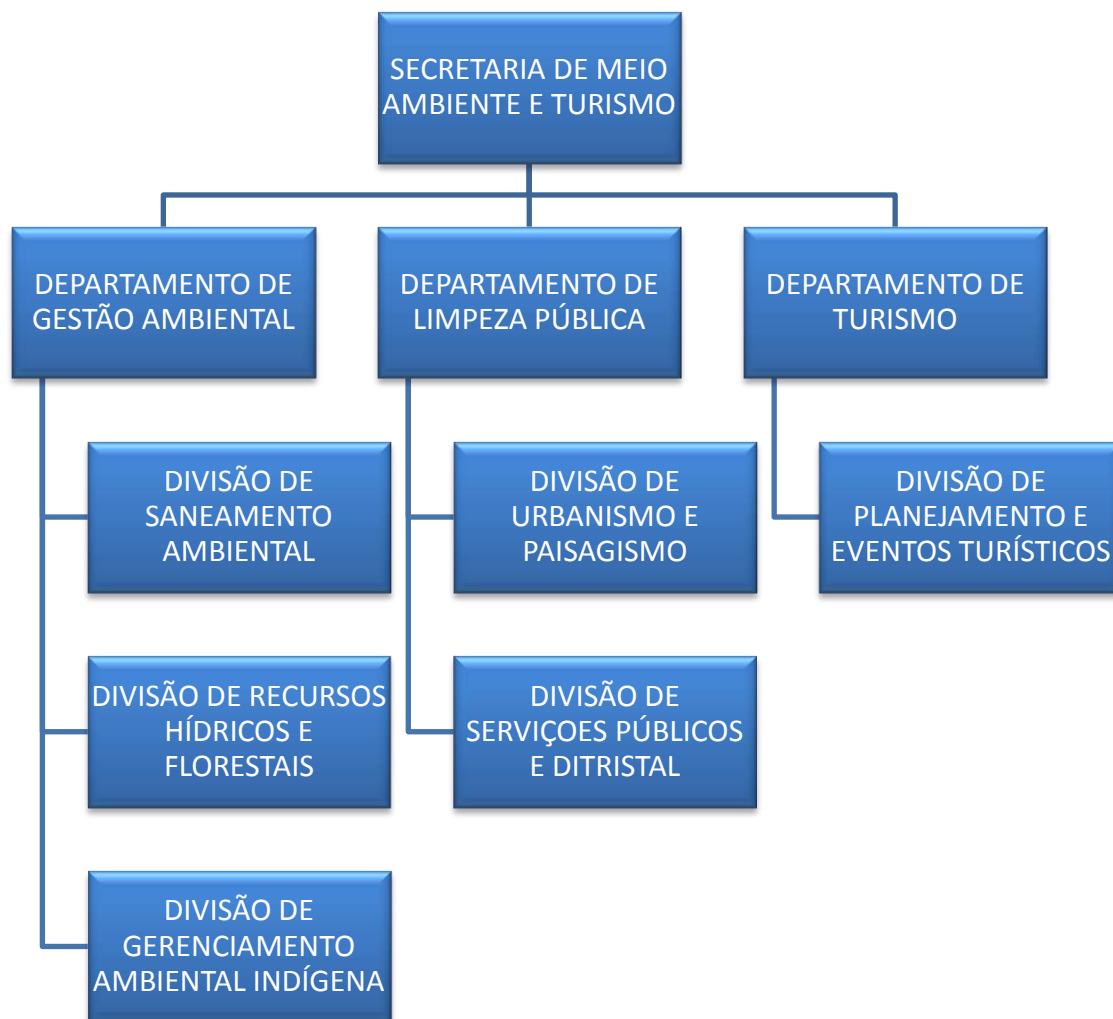 SECRETARIA DE MEIO
AMBIENTE E TURISMO
DEPARTAMENTO DE
GESTÃO AMBIENTAL
DEPARTAMENTO DE
LIMPEZA PÚBLICA
DEPARTAMENTO DE
TURISMO
DIVISÃO DE
SANEAMENTO
AMBIENTAL
DIVISÃO DE
URBANISMO E
PAISAGISMO
DIVISÃO DE
PLANEJAMENTO E
EVENTOS TURÍSTICOS
DIVISÃO DE RECURSOS
HÍDRICOS E
FLORESTAIS
DIVISÃO DE
SERVIÇOES PÚBLICOS
E DITRISTAL
DIVISÃO DE
GERENCIAMENTO
AMBIENTAL INDÍGENA